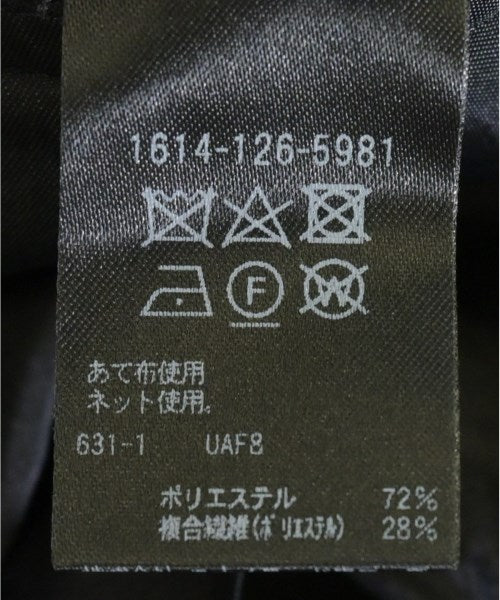 1614-126-5981
F W
あて布使用
ネット使用。
631-1 UAF8
ポリエステル 72%
複合繊維(ポリエステル) 28%